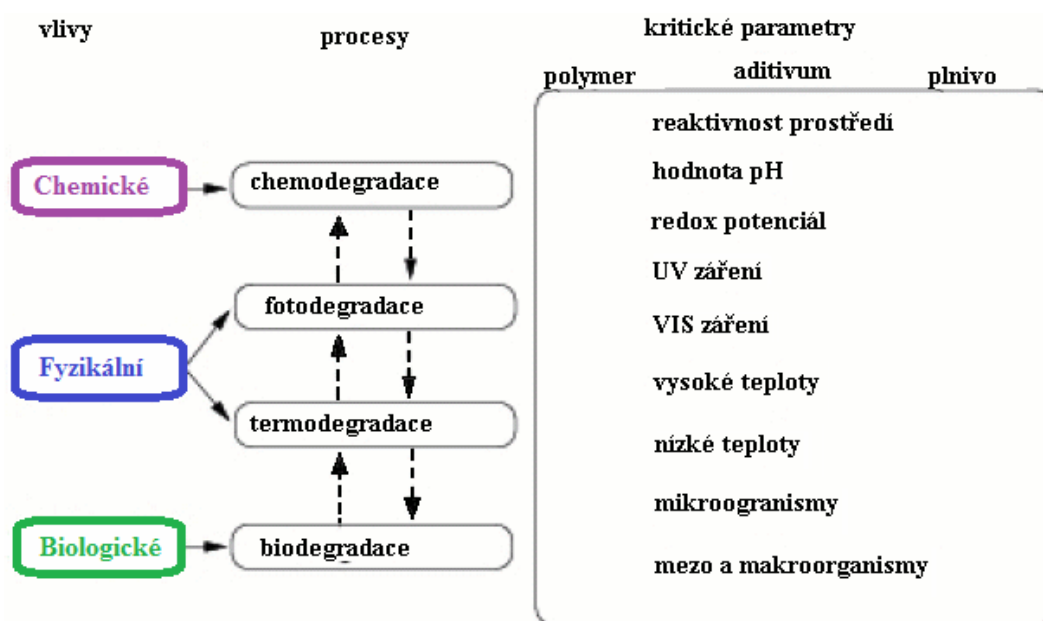 vlivy
procesy
kritické parametry
polymer
aditivum
plnivo
Chemické
Fyzikální
Biologické
chemodegradace
fotodegradace
termodegradace
biodegradace
reaktivnost prostředí
hodnota pH
redox potenciál
UV záření
VIS záření
vysoké teploty
nízké teploty
mikroogranismy
mezo a makroorganismy